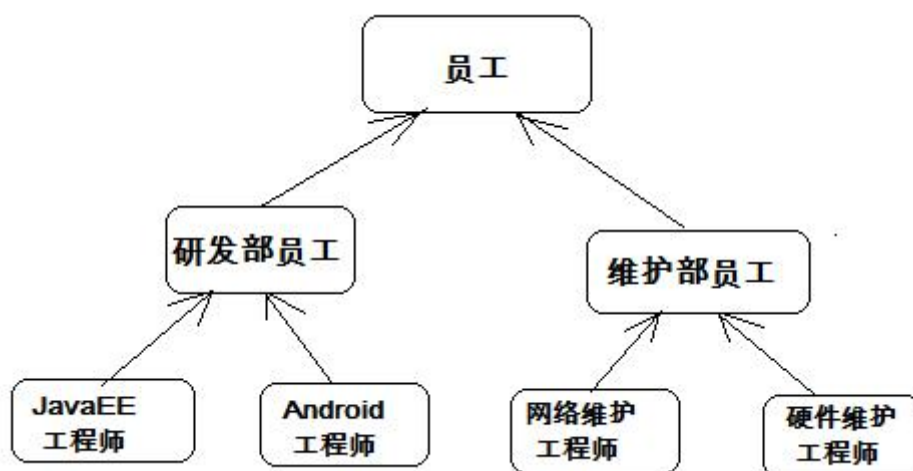 员工
研发部员工
维护部员工
JavaEE
工程师
Android
工程师
网络维护
工程师
硬件维护
工程师